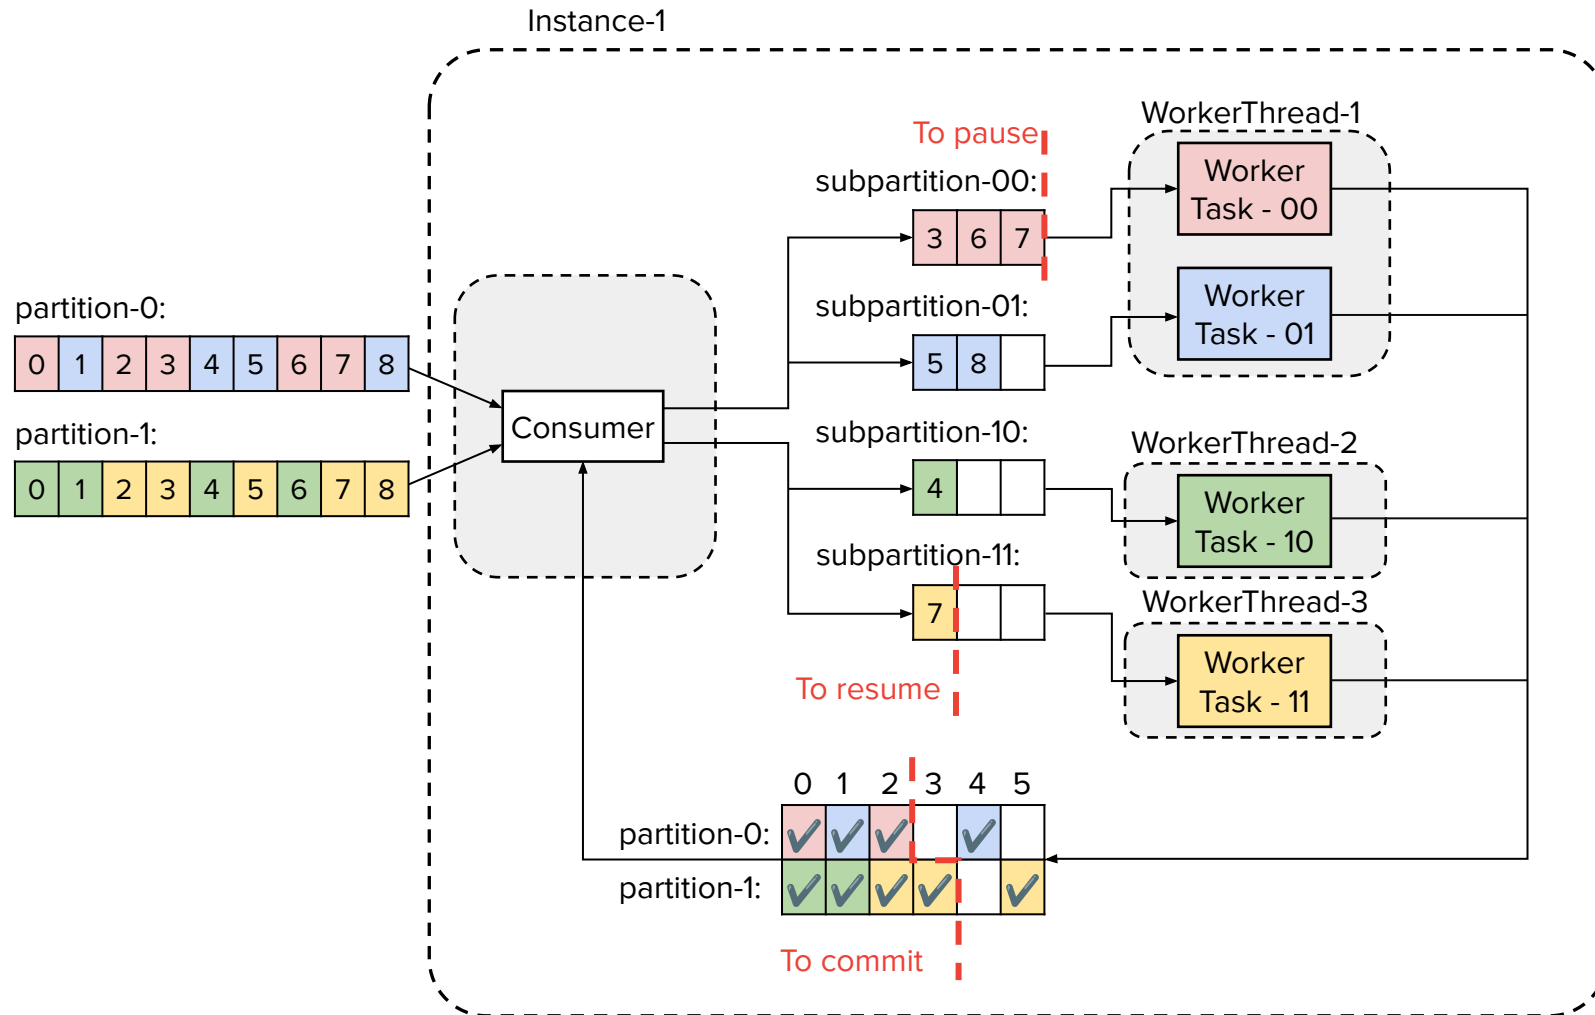 Instance-1
WorkerThread-1
To pause
subpartition-00:
Worker
Task - 00
3 6 7
subpartition-01:
Worker
Task - 01
5 8
partition-0:
0 1 2 3 4 5 6 7 8
Consumer
partition-1:
0 1 2 3 4 5 6 7 8
subpartition-10:
WorkerThread-2
4
Worker
Task - 10
subpartition-11:
WorkerThread-3
7
Worker
Task - 11
To resume
0 1 2 3 4 5
partition-0:
partition-1:
To commit